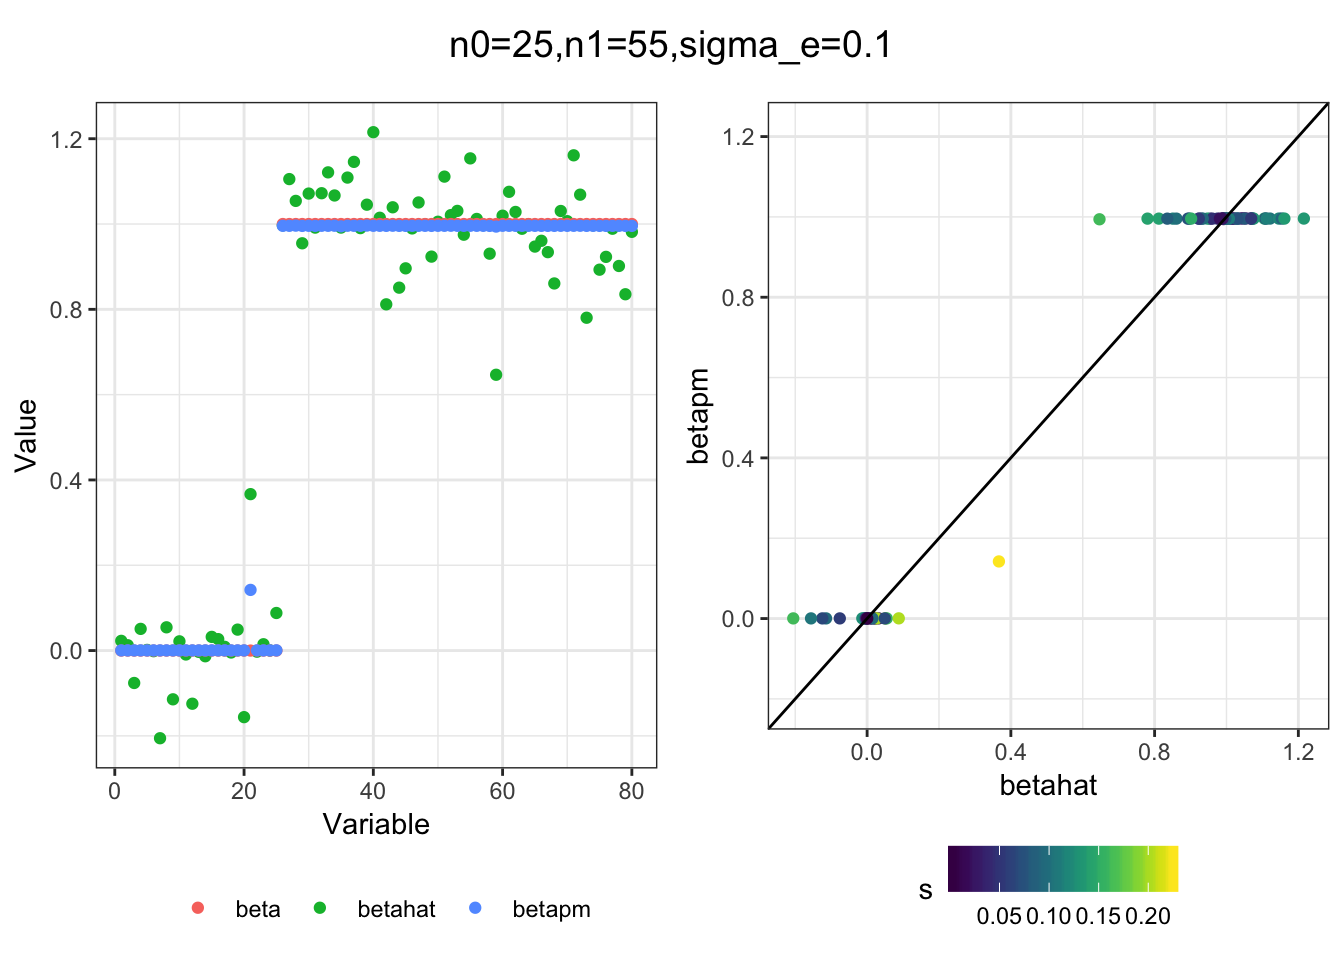 n0=25,n1=55,sigma_e=0.1
Value
1.2
0.8
0.4
0.0
0 20 40 60 80
Variable
beta betahat betapm
betapm
1.2
0.8
0.4
0.0
0.0 0.4 0.8 1.2
betahat
s
0.05 0.10 0.15 0.20